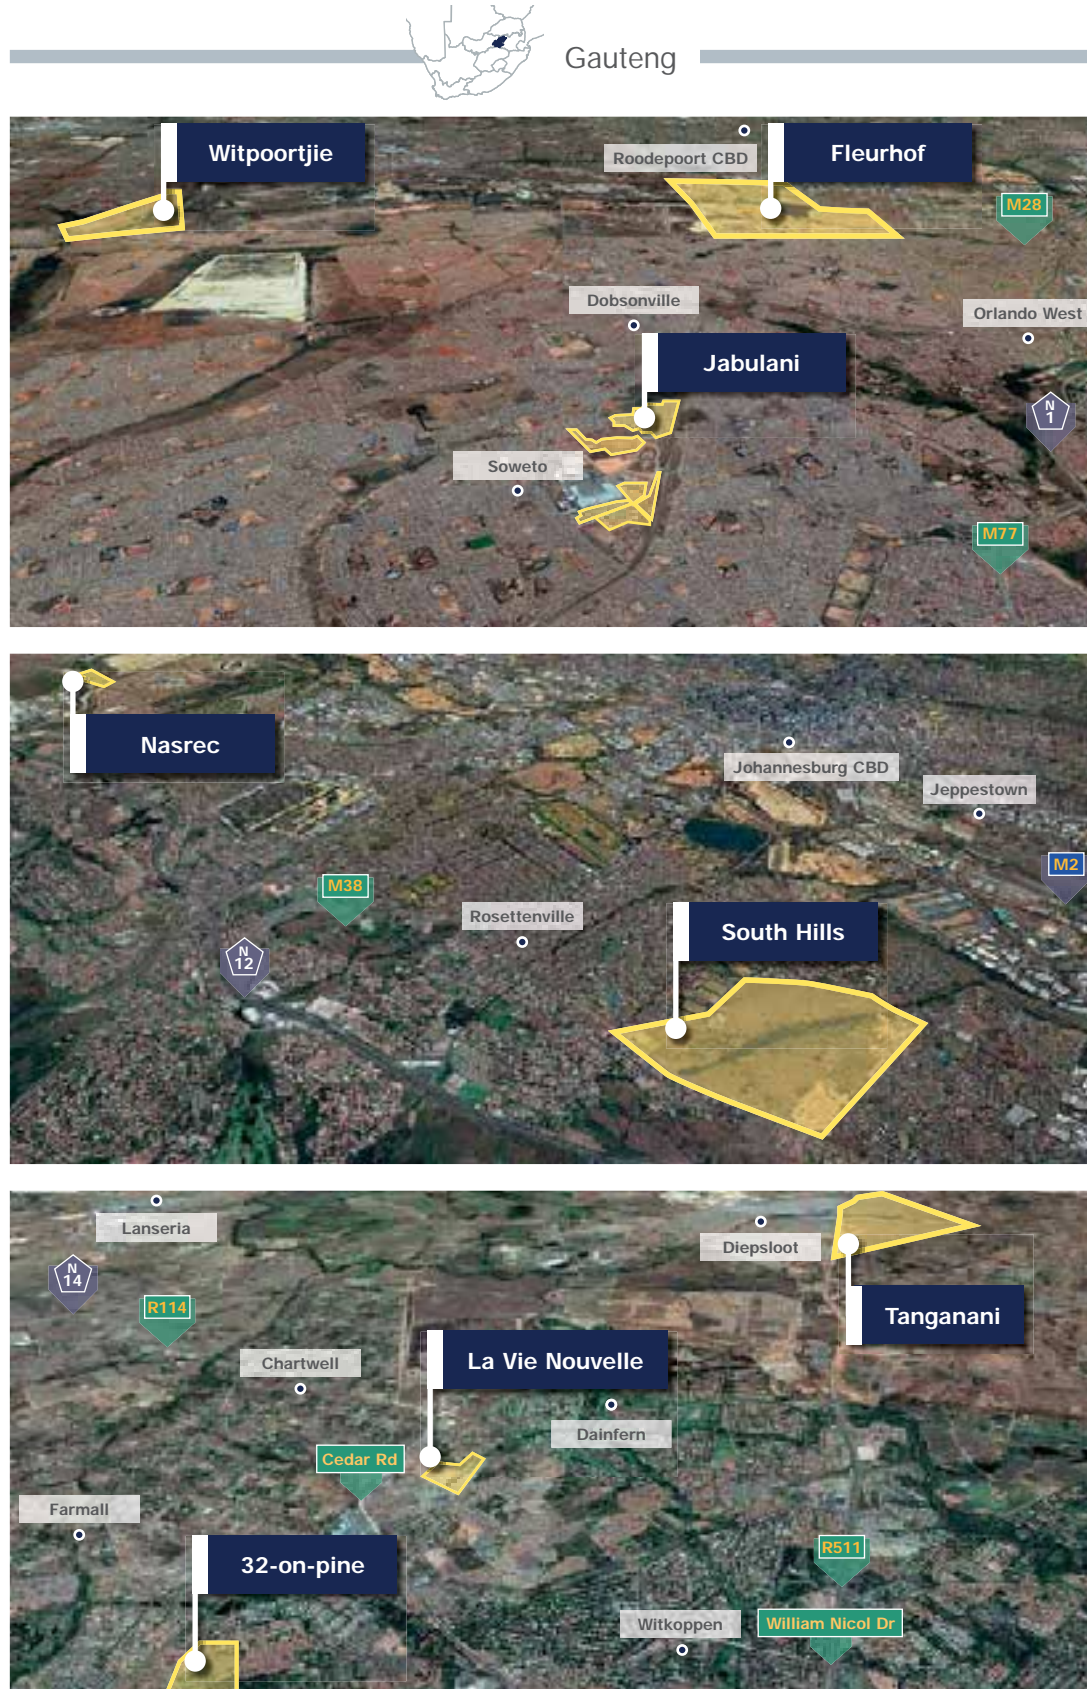 Gauteng
Witpoortjie
Roodepoort CBD
Fleurhof
M28
Dobsonville
Orlando West
Jabulani
N
1
Soweto
M77
Nasrec
Johannesburg CBD
Jeppestown
M2
M38
Rosettenville
South Hills
N
12
Lanseria
Diepsloot
N
14
R114
Tanganani
Chartwell
La Vie Nouvelle
Dainfern
Cedar Rd
Farmall
R511
32-on-pine
Witkoppen
William Nicol Dr